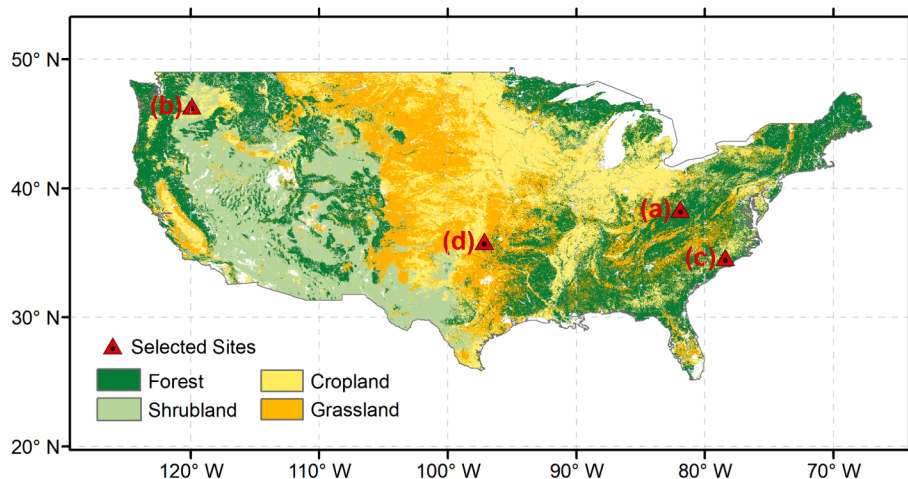 50° N
40° N
30° N
20° N
(b)
(a)
(d)
(c)
Selected Sites
Forest
Cropland
Shrubland
Grassland
120° W
110° W
100° W
90° W
80° W
70° W